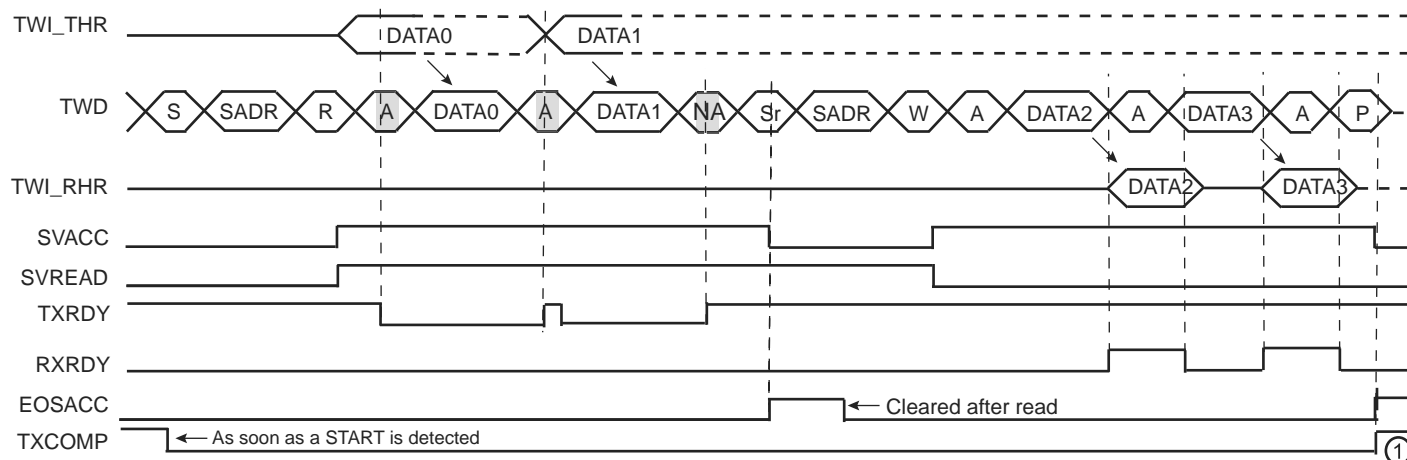 TWI_THR DATA0 DATA1
TWD S SADR R A DATA0 A DATA1 NA Sr SADR W A DATA2 A DATA3 A P
TWI_RHR DATA2 DATA3
SVACC
SVREAD
TXRDY
RXRDY
EOSACC Cleared after read
TXCOMP As soon as a START is detected 1